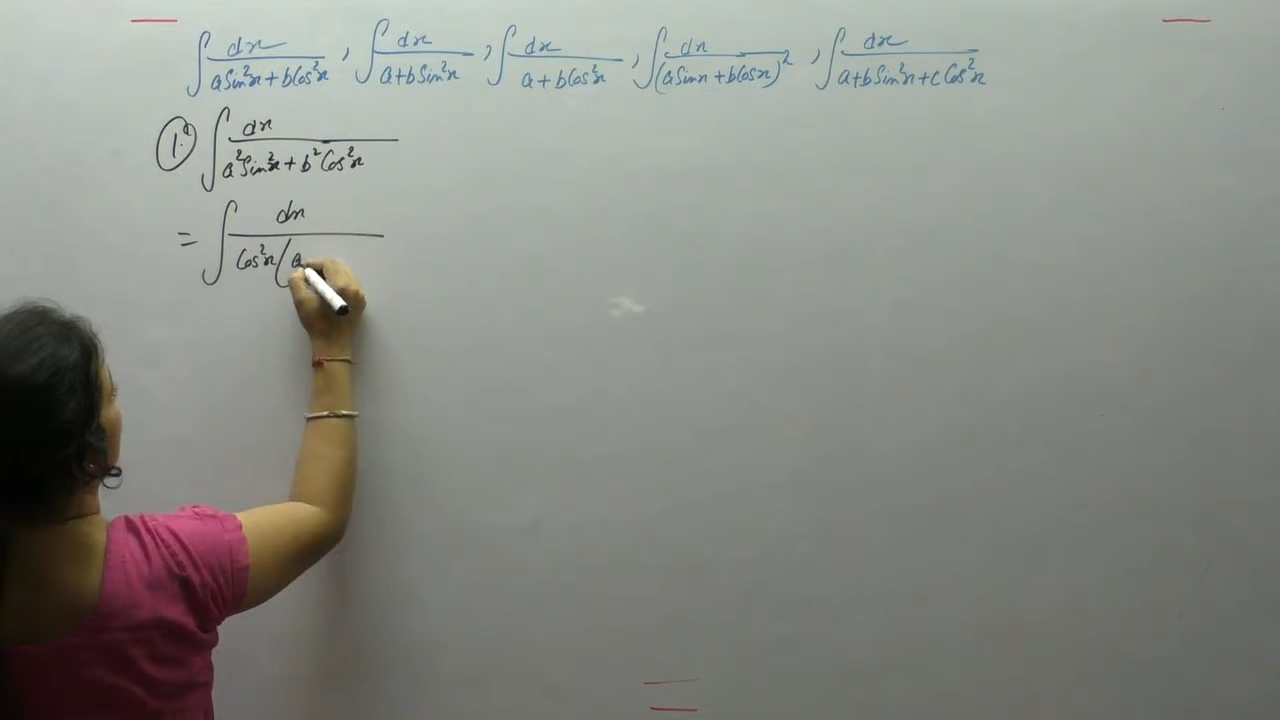 ∫ dx / (a Sin²x + b Cos²x) , ∫ dx / (a + b Sin²x) , ∫ dx / (a + b Cos²x) , ∫ dx / (a Sin x + b Cos x)² , ∫ dx / (a + b Sin²x + c Cos²x)
1. ∫ dx / (a² Sin²x + b² Cos²x)
= ∫ dx / Cos²x (a